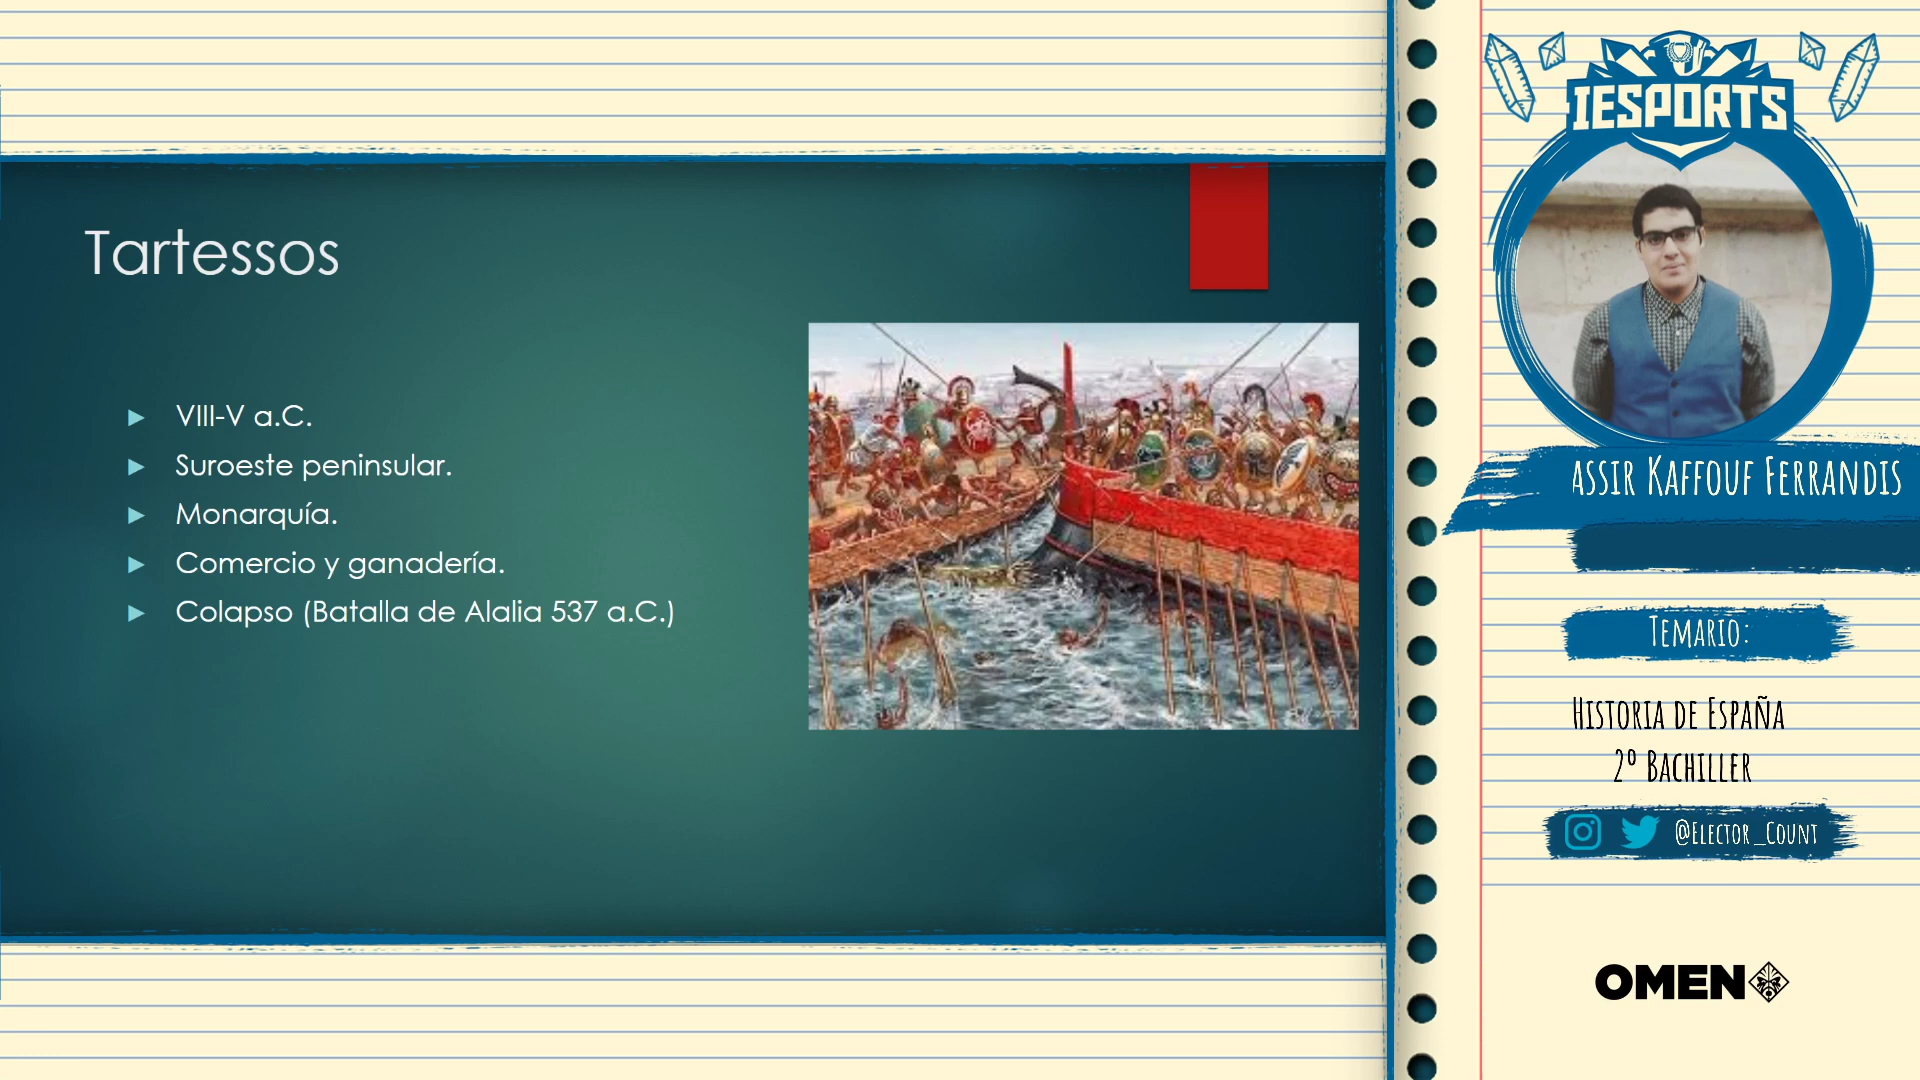 Tartessos
VIII-V a.C.
Suroeste peninsular.
Monarquía.
Comercio y ganadería.
Colapso (Batalla de Alalia 537 a.C.)
IESPORTS
ASSIR KAFFOUF FERRANDIS
TEMARIO:
HISTORIA DE ESPAÑA
2º BACHILLER
@ELECTOR_COUNT
OMEN